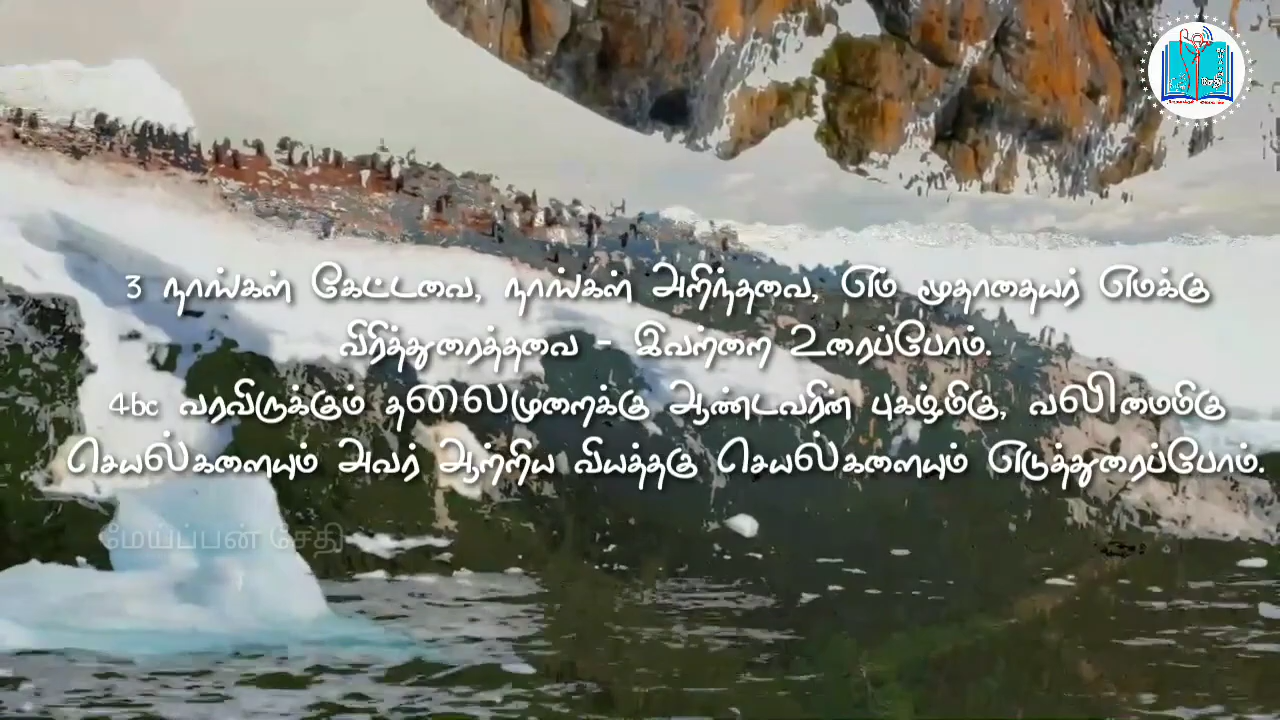 3 நாங்கள் கேட்டவை, நாங்கள் அறிந்தவை, எம் மூதாதையர் எமக்கு
விரித்துரைத்தவை – இவற்றை உரைப்போம்.
4bc வரவிருக்கும் தலைமுறைக்கு ஆண்டவரின் புகழ்மிகு, வலிமைமிகு
செயல்களையும் அவர் ஆற்றிய வியத்தகு செயல்களையும் எடுத்துரைப்போம்.
மேய்ப்பன் சேதி